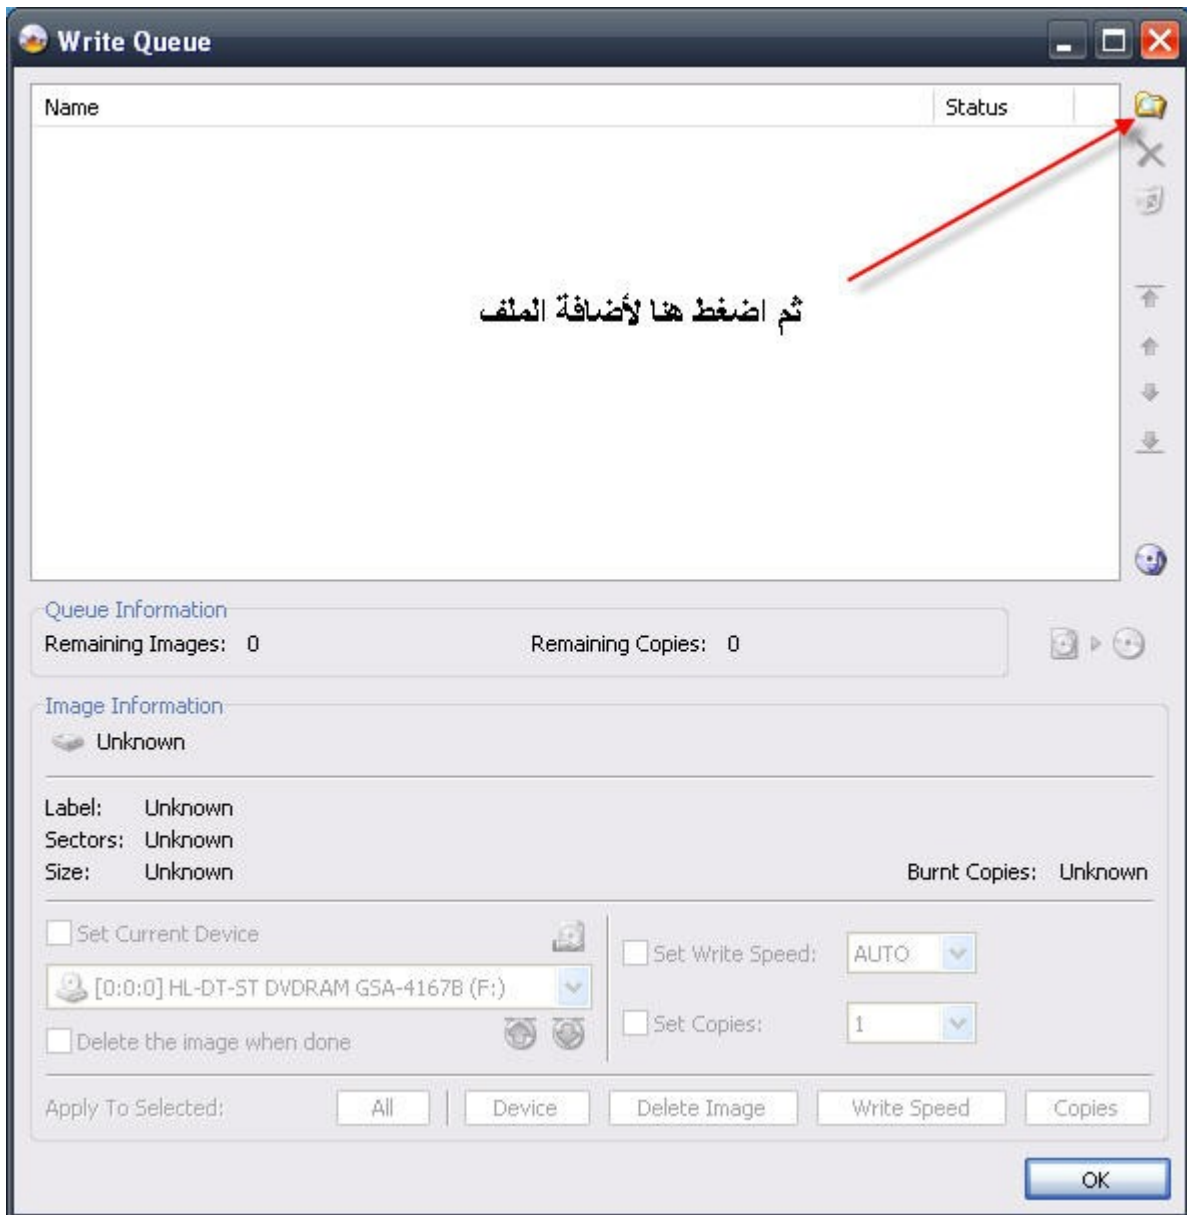 Write Queue
Name Status
ثم اضغط هنا لأضافة الملف
Queue Information
Remaining Images: 0 Remaining Copies: 0
Image Information
Unknown
Label: Unknown
Sectors: Unknown
Size: Unknown Burnt Copies: Unknown
Set Current Device
Set Write Speed: AUTO
[0:0:0] HL-DT-ST DVDRAM GSA-4167B (F:)
Set Copies: 1
Delete the image when done
Apply To Selected: All Device Delete Image Write Speed Copies
OK